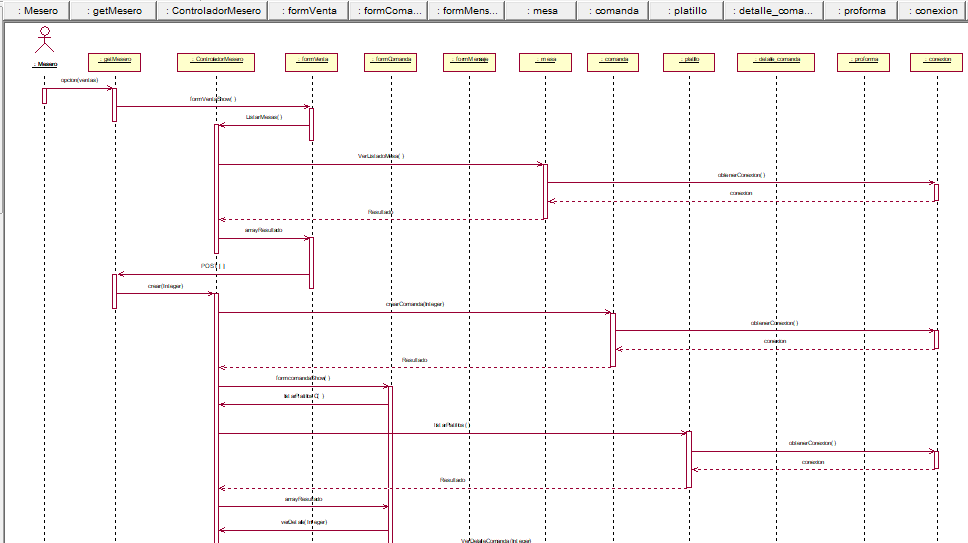 : Mesero
: getMesero
: ControladorMesero
: formVenta
: formComa...
: formMens...
: mesa
: comanda
: platillo
: detalle_coma...
: proforma
: conexion
: Mesero
: getMesero
: ControladorMesero
: formVenta
: formComanda
: formMensaje
: mesa
: comanda
: platillo
: detalle_comanda
: proforma
: conexion
opcion(ventas)
formVentaShow( )
ListarMesas( )
VerListadoMesa( )
obtenerConexion( )
conexion
Resultado
arrayResultado
POST( )
crear(Integer)
crearComanda(Integer)
obtenerConexion( )
conexion
Resultado
formcomandaShow( )
listarPlatillos( )
obtenerConexion( )
conexion
Resultado
arrayResultado
verDetalle(Integer)
VerDetalleComanda(Integer)